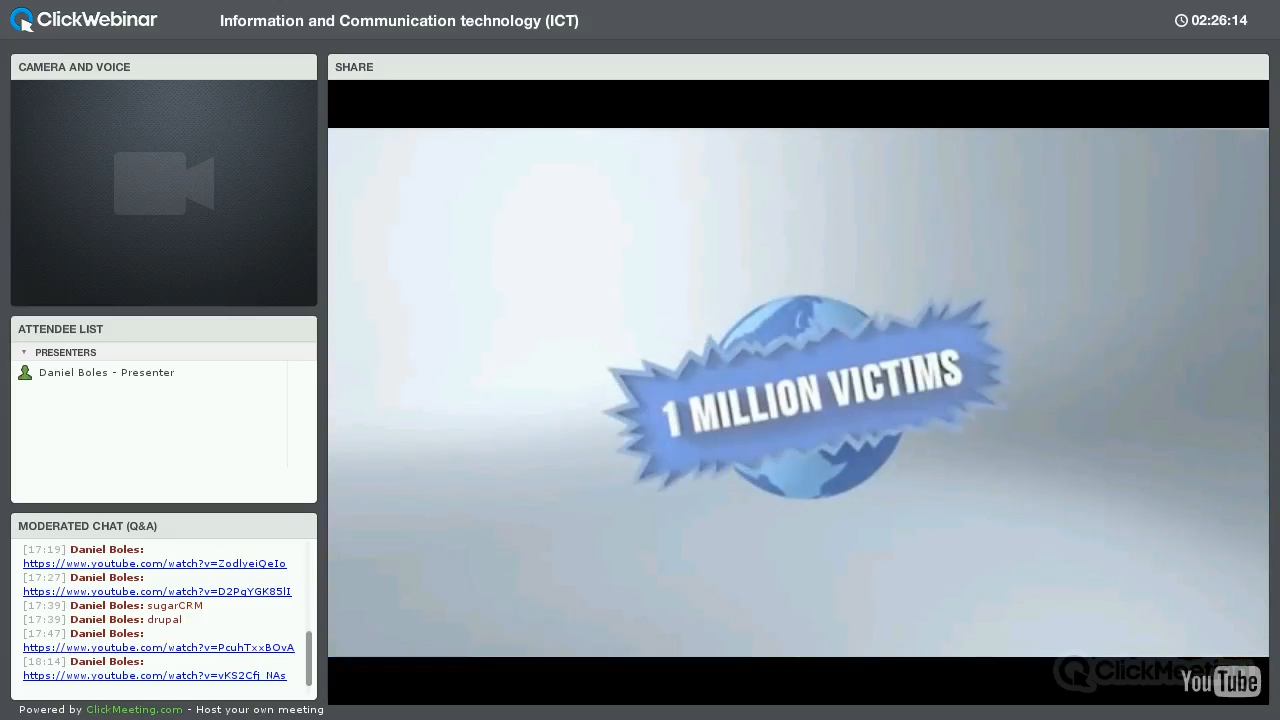 ClickWebinar
Information and Communication technology (ICT)
02:26:14
CAMERA AND VOICE
SHARE
1 MILLION VICTIMS
ATTENDEE LIST
PRESENTERS
Daniel Boles - Presenter
MODERATED CHAT (Q&A)
[17:19] Daniel Boles:
https://www.youtube.com/watch?v=ZodlyeiQeIo
[17:27] Daniel Boles:
https://www.youtube.com/watch?v=D2PqYGK85lI
[17:39] Daniel Boles: sugarCRM
[17:39] Daniel Boles: drupal
[17:47] Daniel Boles:
https://www.youtube.com/watch?v=PcuhTxxBOvA
[18:14] Daniel Boles:
https://www.youtube.com/watch?v=vKS2Cfj_NAs
ClickMeeting
YouTube
Powered by ClickMeeting.com - Host your own meeting